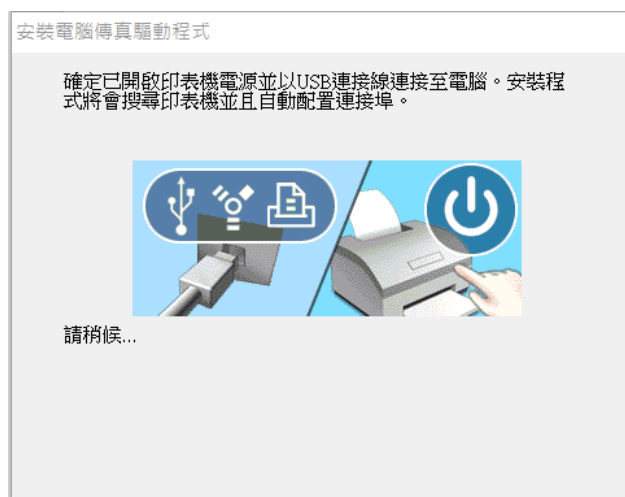 安裝電腦傳真驅動程式
確定已開啟印表機電源並以USB連接線連接至電腦。安裝程
式將會搜尋印表機並且自動配置連接埠。
請稍候...